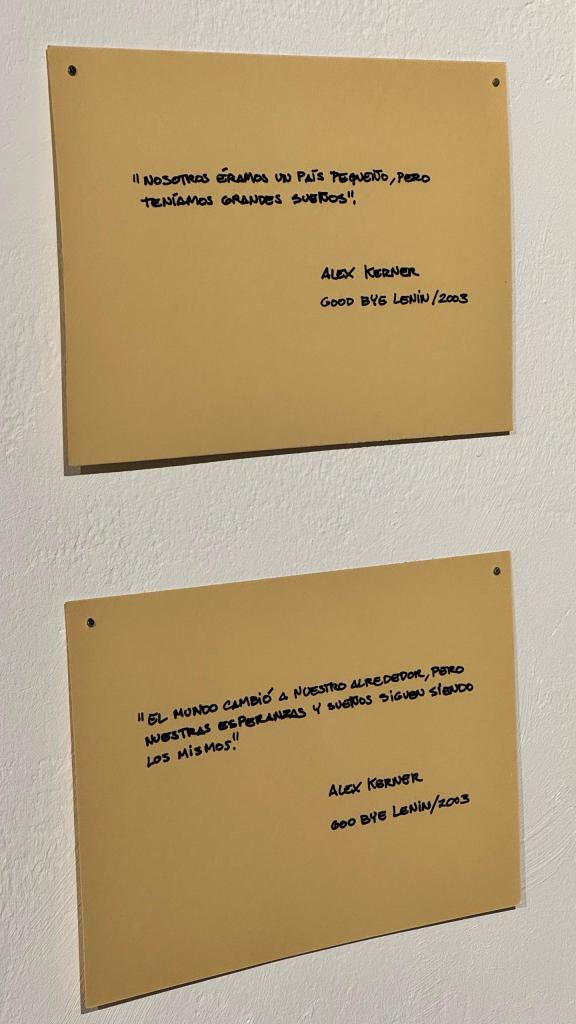 "NOSOTROS ÉRAMOS UN PAÍS PEQUEÑO, PERO
TENÍAMOS GRANDES SUEÑOS".
ALEX KERNER
GOOD BYE LENIN/2003
"EL MUNDO CAMBIÓ A NUESTRO ALREDEDOR, PERO
NUESTRAS ESPERANZAS Y SUEÑOS SIGUEN SIENDO
LOS MISMOS."
ALEX KERNER
GOO BYE LENIN/2003